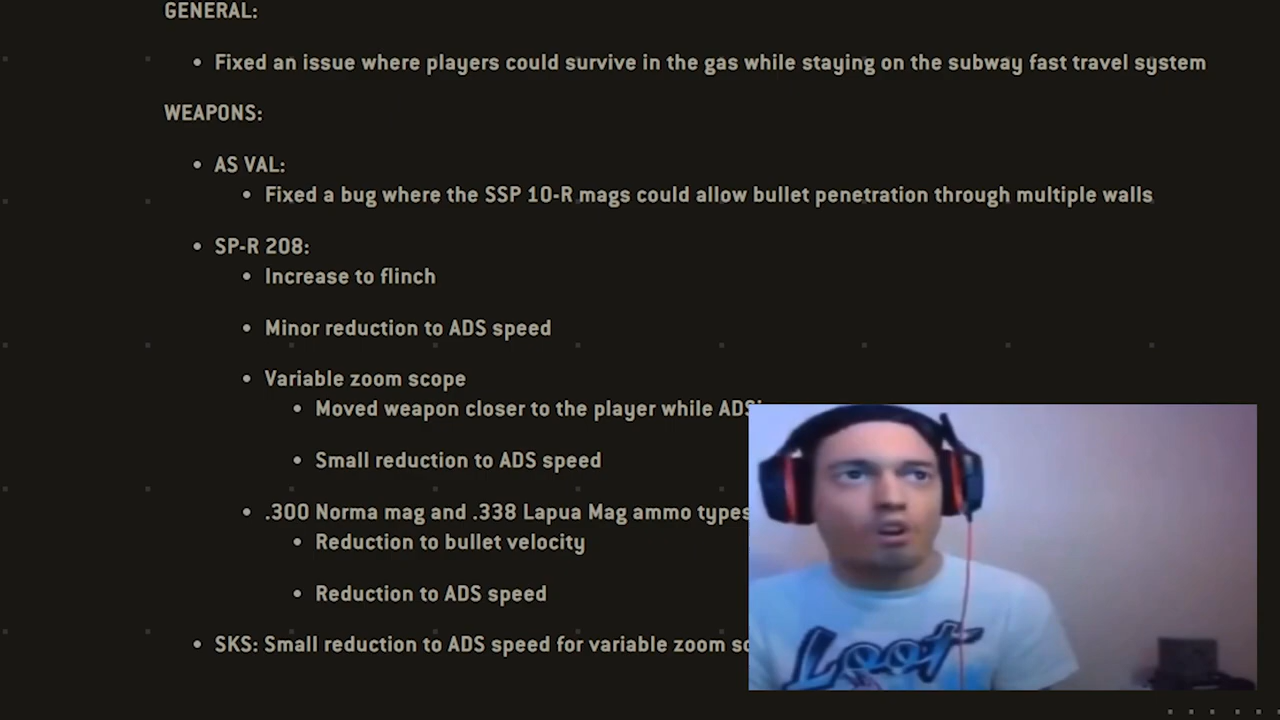 GENERAL:
• Fixed an issue where players could survive in the gas while staying on the subway fast travel system
WEAPONS:
• AS VAL:
• Fixed a bug where the SSP 10-R mags could allow bullet penetration through multiple walls
• SP-R 208:
• Increase to flinch
• Minor reduction to ADS speed
• Variable zoom scope
• Moved weapon closer to the player while
• Small reduction to ADS speed
• .300 Norma mag and .338 Lapua Mag ammo types
• Reduction to bullet velocity
• Reduction to ADS speed
• SKS: Small reduction to ADS speed for variable zoom
Loot